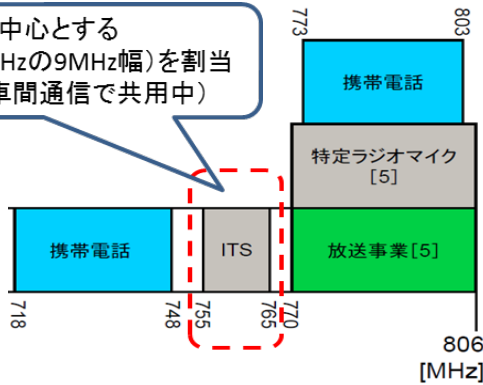 中心とする
Hzの9MHz幅）を割当
車間通信で共用中）
773
803
携帯電話
特定ラジオマイク
[5]
携帯電話
ITS
放送事業[5]
718
748
755
765
770
806
[MHz]